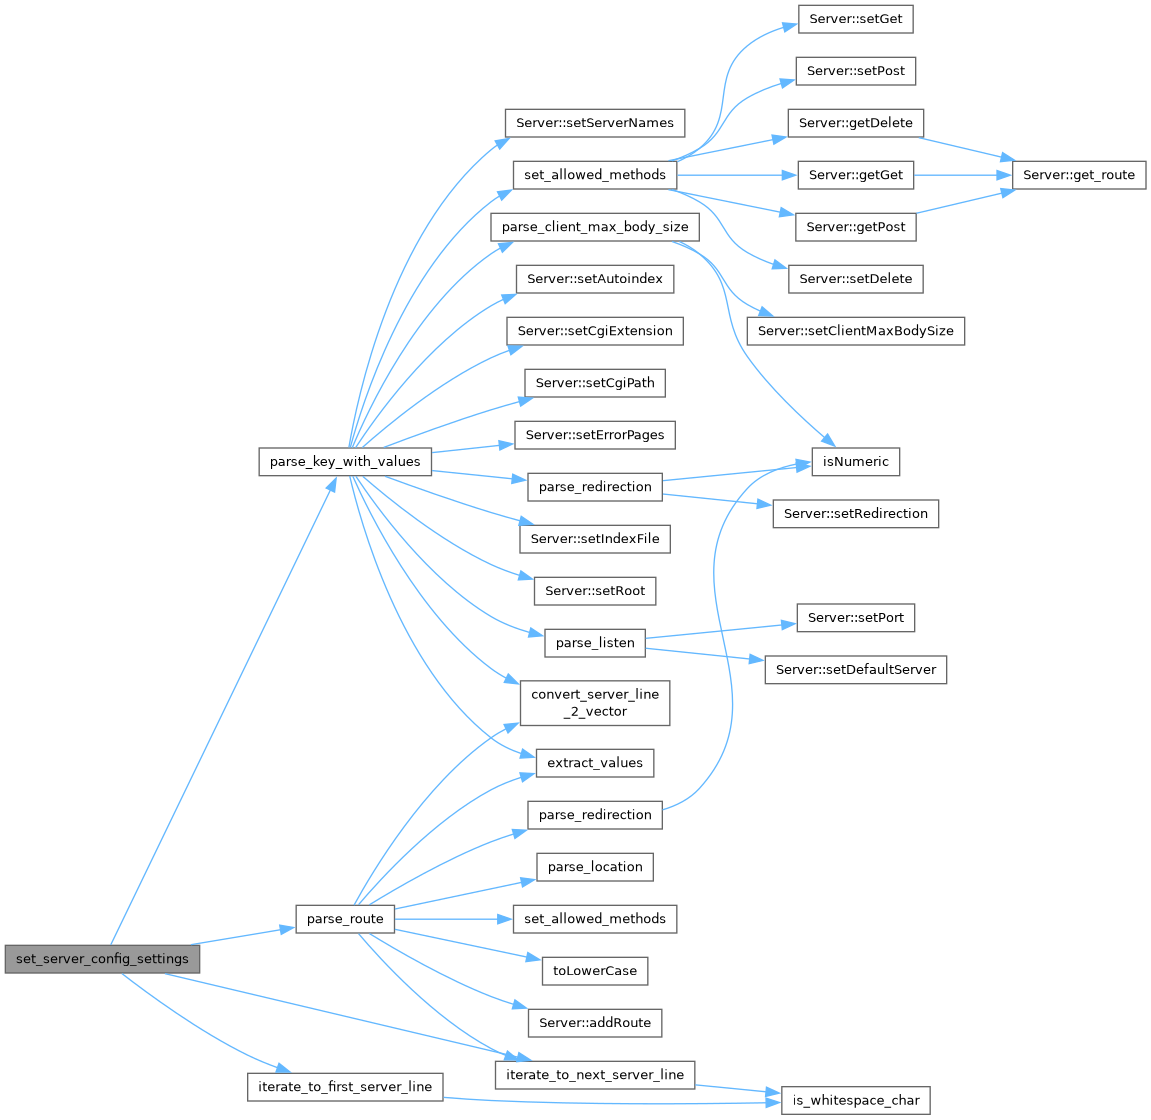 Server::setGet
Server::setPost
Server::setServerNames
Server::getDelete
set_allowed_methods
Server::getGet
Server::get_route
parse_client_max_body_size
Server::getPost
Server::setAutoindex
Server::setDelete
Server::setCgiExtension
Server::setClientMaxBodySize
Server::setCgiPath
Server::setErrorPages
parse_key_with_values
isNumeric
parse_redirection
Server::setRedirection
Server::setIndexFile
Server::setRoot
Server::setPort
parse_listen
Server::setDefaultServer
convert_server_line
_2_vector
extract_values
parse_redirection
parse_location
parse_route
set_allowed_methods
set_server_config_settings
toLowerCase
Server::addRoute
iterate_to_next_server_line
iterate_to_first_server_line
is_whitespace_char